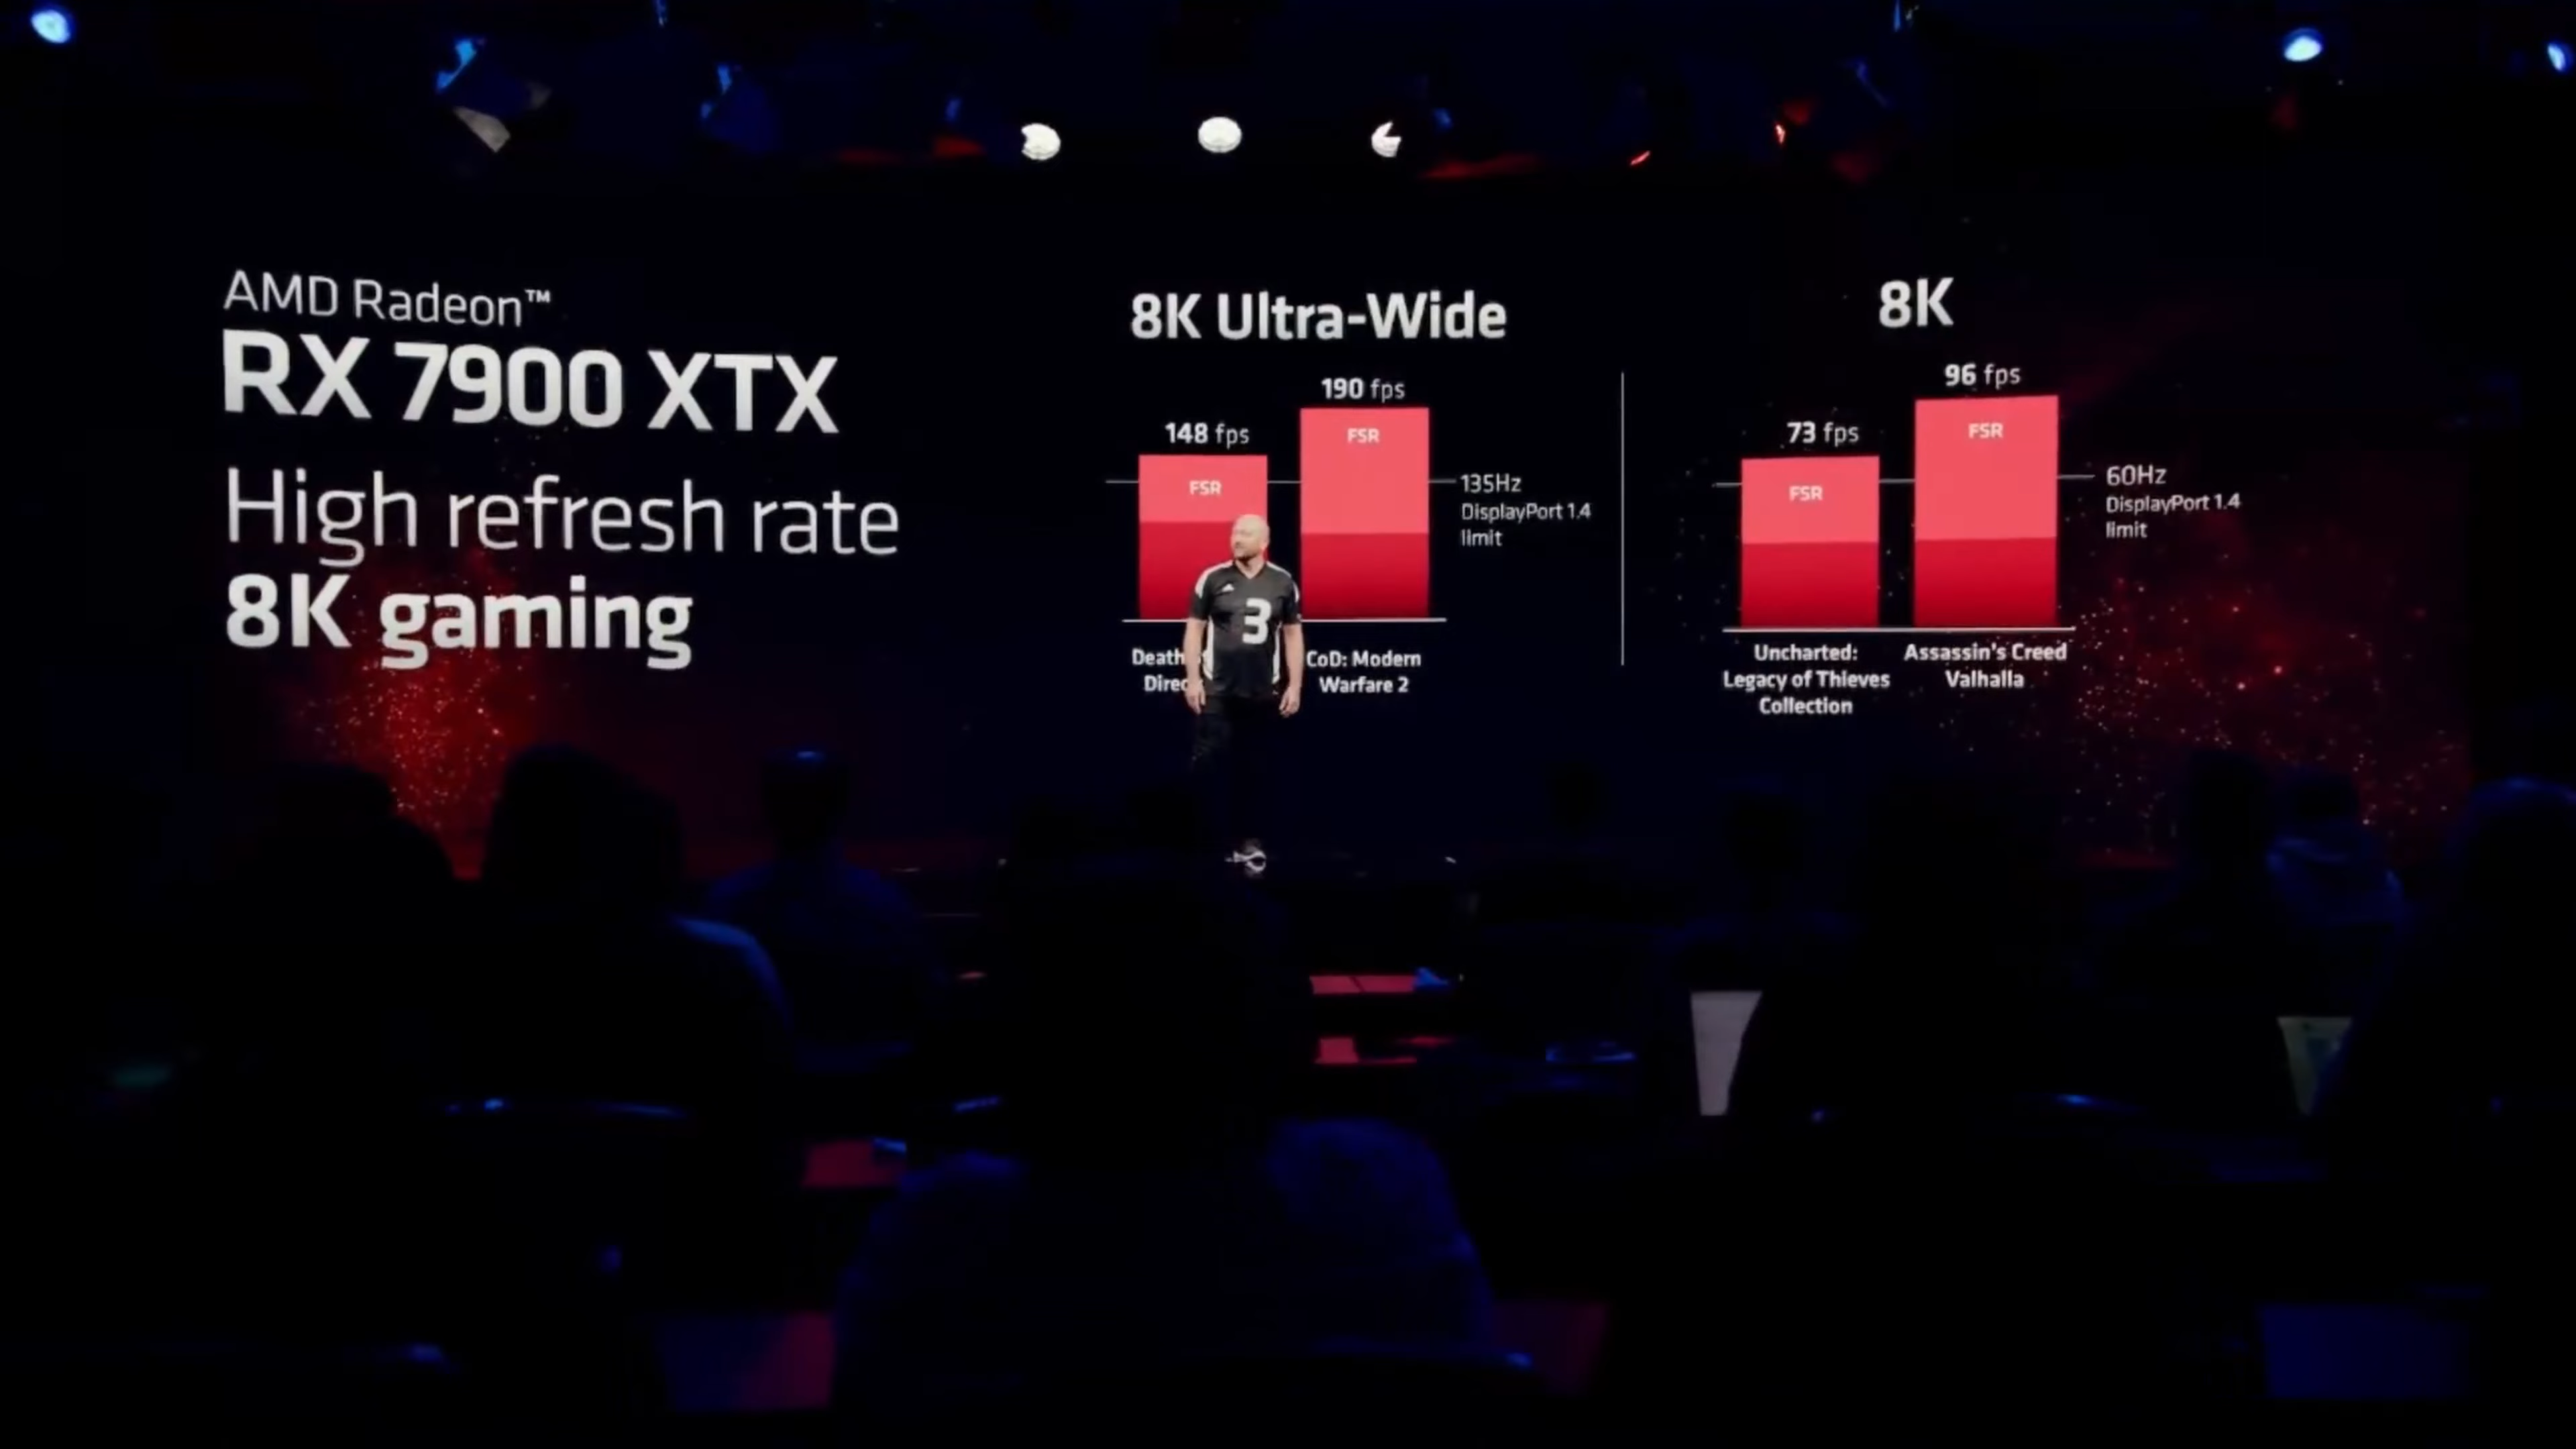 AMD Radeon™
RX 7900 XTX
High refresh rate
8K gaming
8K Ultra-Wide
190 fps
148 fps
FSR
FSR
135Hz
DisplayPort 1.4
limit
3
Death
CoD: Modern
Warfare 2
8K
96 fps
73 fps
FSR
FSR
60Hz
DisplayPort 1.4
limit
Uncharted:
Legacy of Thieves
Collection
Assassin's Creed
Valhalla